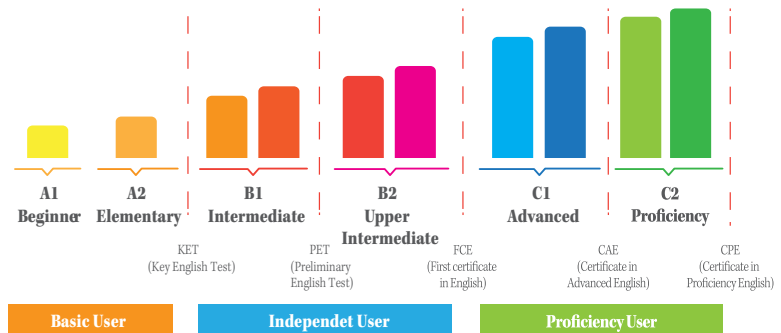 A1
Beginner
A2
Elementary
B1
Intermediate
B2
Upper
Intermediate
C1
Advanced
C2
Proficiency
KET
(Key English Test)
PET
(Preliminary
English Test)
FCE
(First certificate
in English)
CAE
(Certificate in
Advanced English)
CPE
(Certificate in
Proficiency English)
Basic User
Independet User
Proficiency User